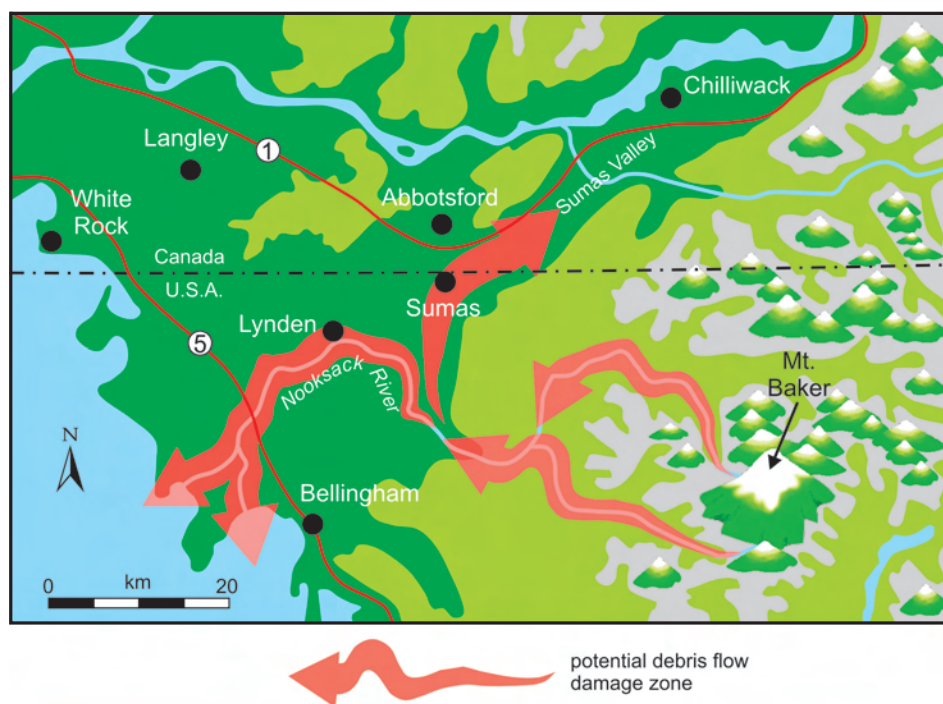 Chilliwack
Langley
1
Sumas Valley
White
Rock
Abbotsford
Canada
U.S.A.
Sumas
Lynden
5
Nooksack
River
Mt.
Baker
N
Bellingham
0 km 20
potential debris flow
damage zone